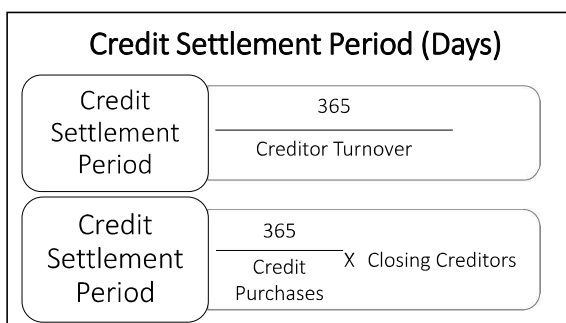 Credit Settlement Period (Days)
Credit
Settlement
Period
365
Creditor Turnover
Credit
Settlement
Period
365
Credit
Purchases
X Closing Creditors